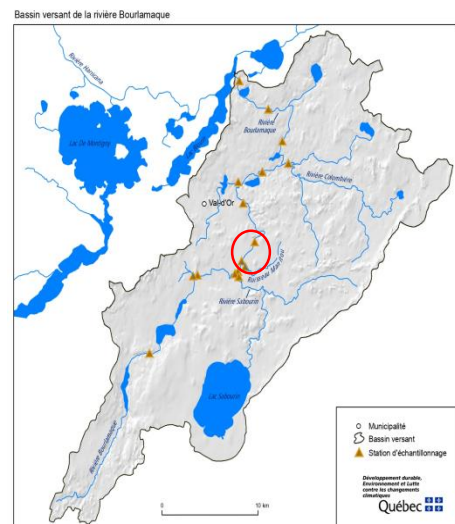 Bassin versant de la rivière Bourlamaque
Rivière Harricana
Lac De Montigny
Rivière
Bourlamaque
Rivière Colombière
Val-d'Or
Ruisseau Manitou
Rivière Sabourin
Lac Sabourin
Rivière Bourlamaque
Municipalité
Bassin versant
Station d'échantillonnage
Développement durable,
Environnement et Lutte
contre les changements
climatiques
Québec
0
10 km